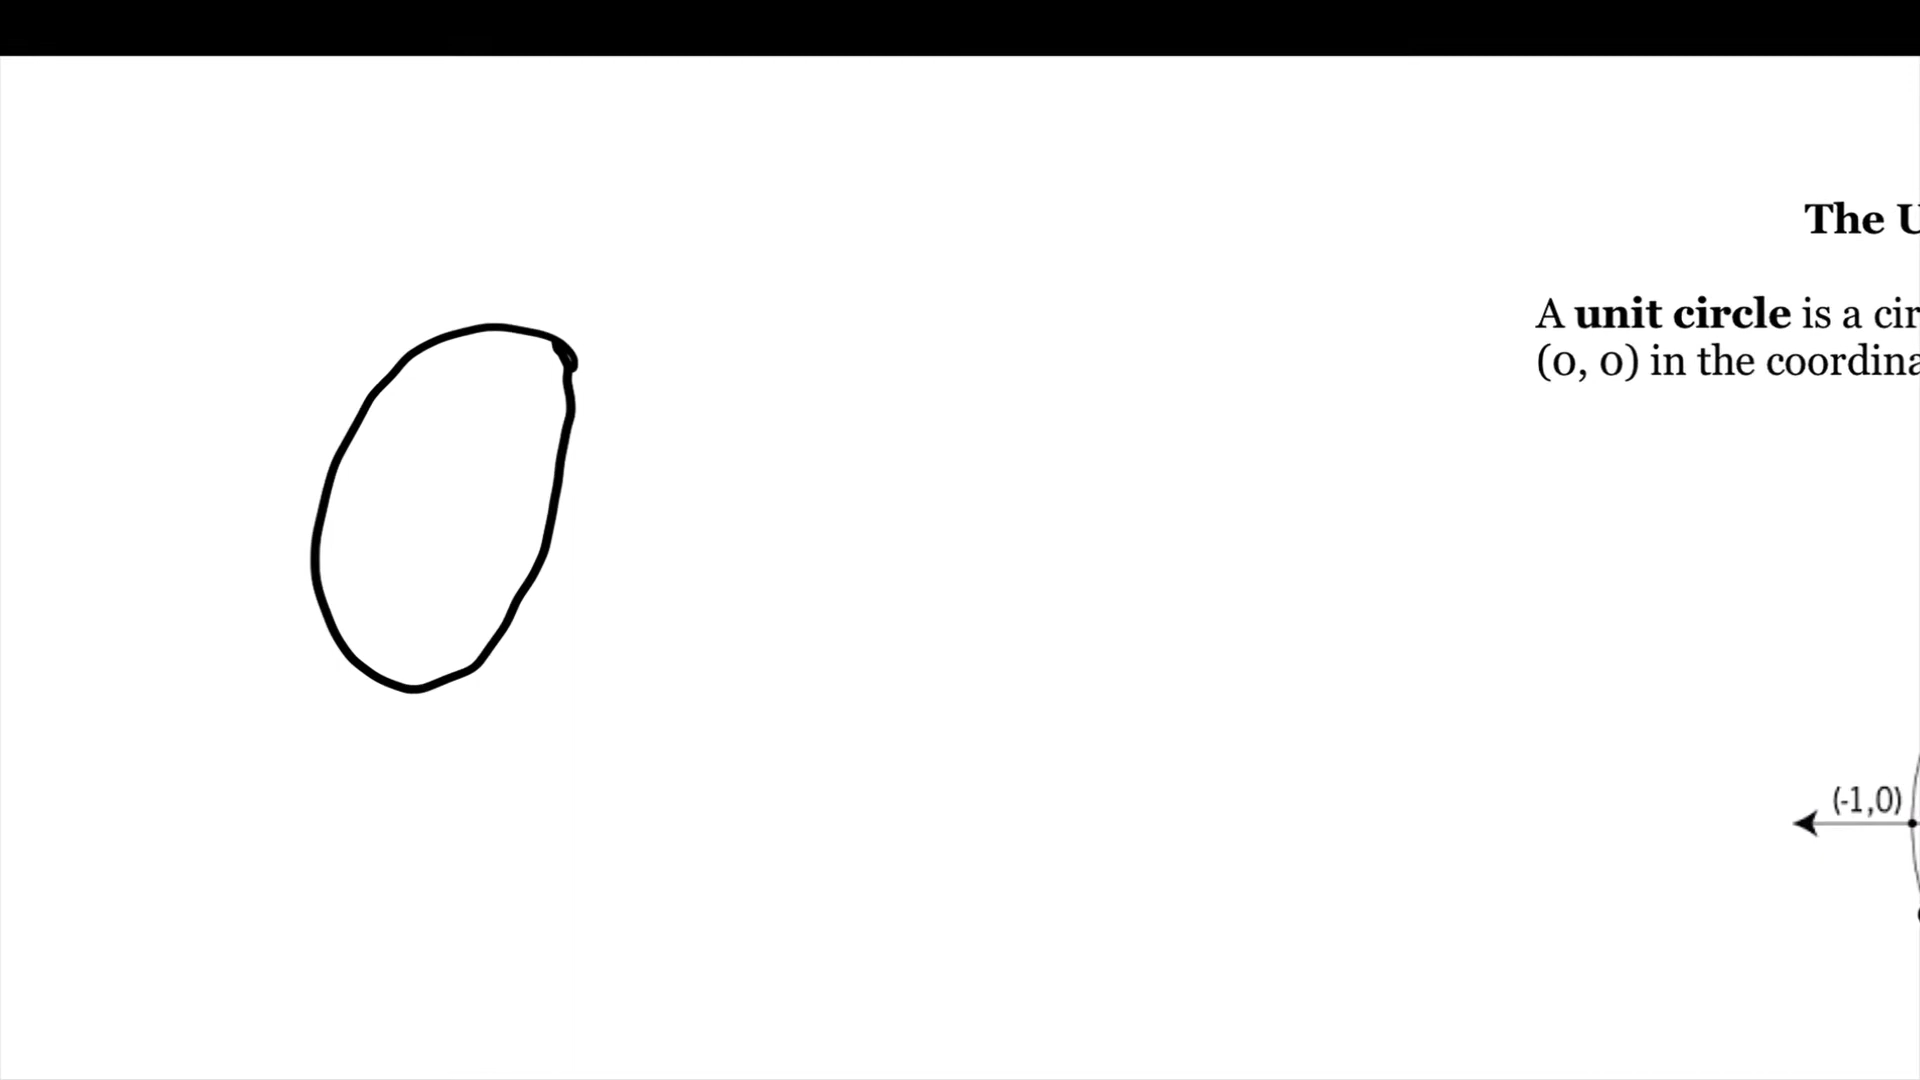 The U
A unit circle is a cir
(0, 0) in the coordina
(-1,0)